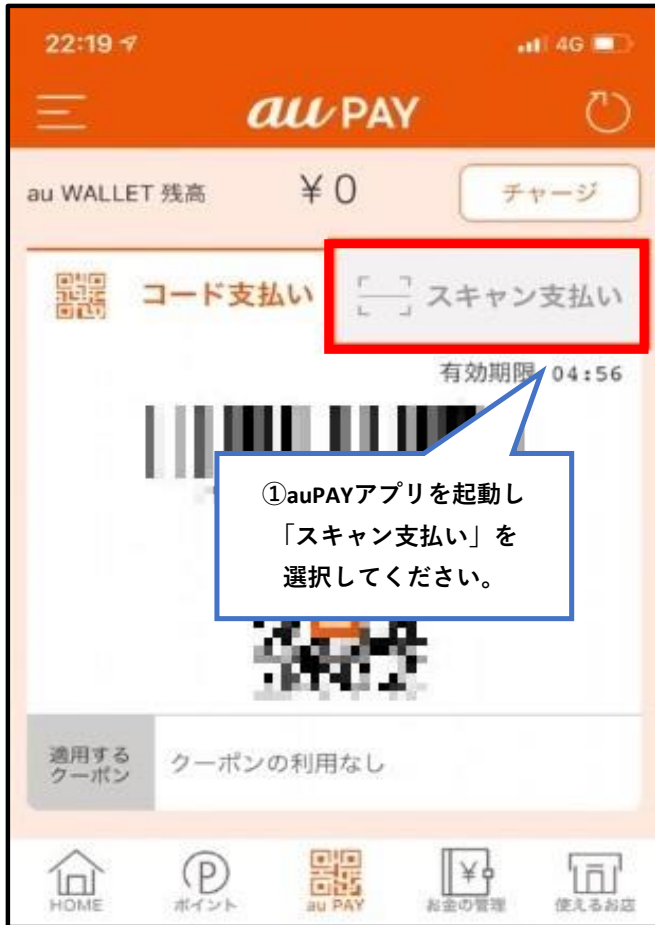 22:19
4G
au PAY
au WALLET 残高 ¥0 チャージ
コード支払い スキャン支払い
有効期限 04:56
①auPAYアプリを起動し
「スキャン支払い」を
選択してください。
適用する
クーポン
クーポンの利用なし
HOME ポイント au PAY お金の管理 使えるお店